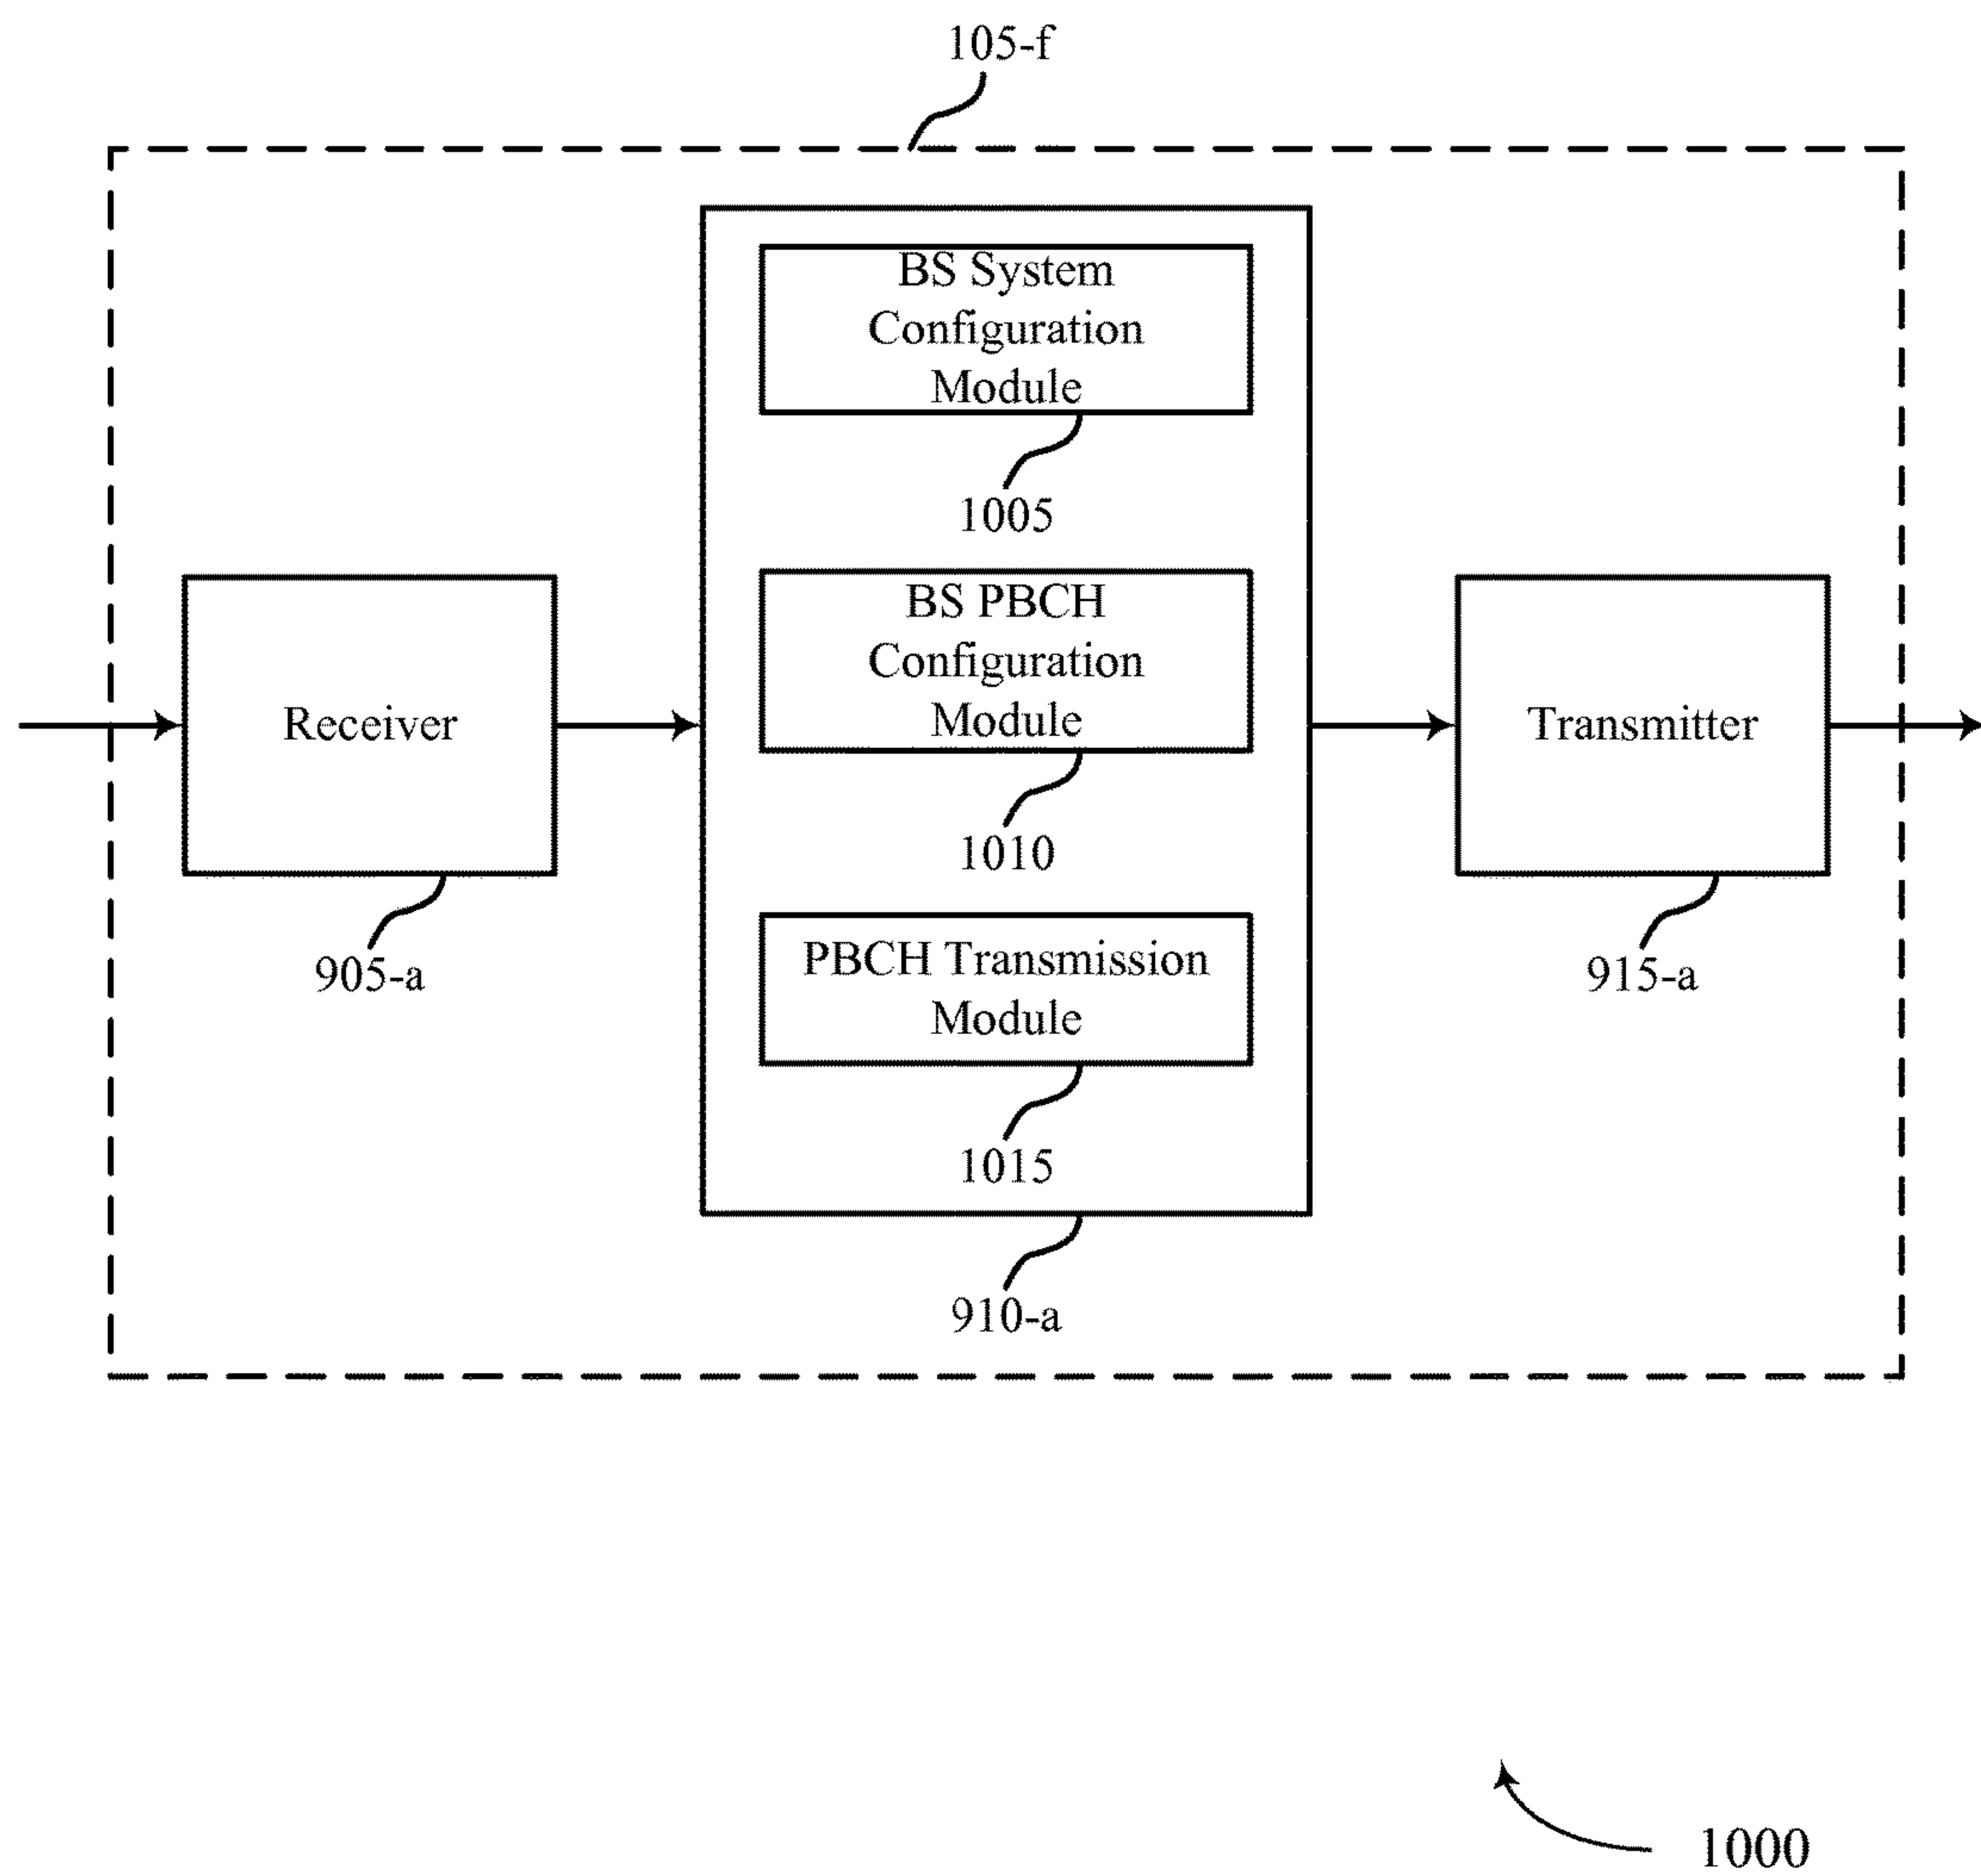 105-f
BS System
Configuration
Module
1005
BS PBCH
Configuration
Module
1010
Receiver
905-a
Transmitter
915-a
PBCH Transmission
Module
1015
910-a
1000